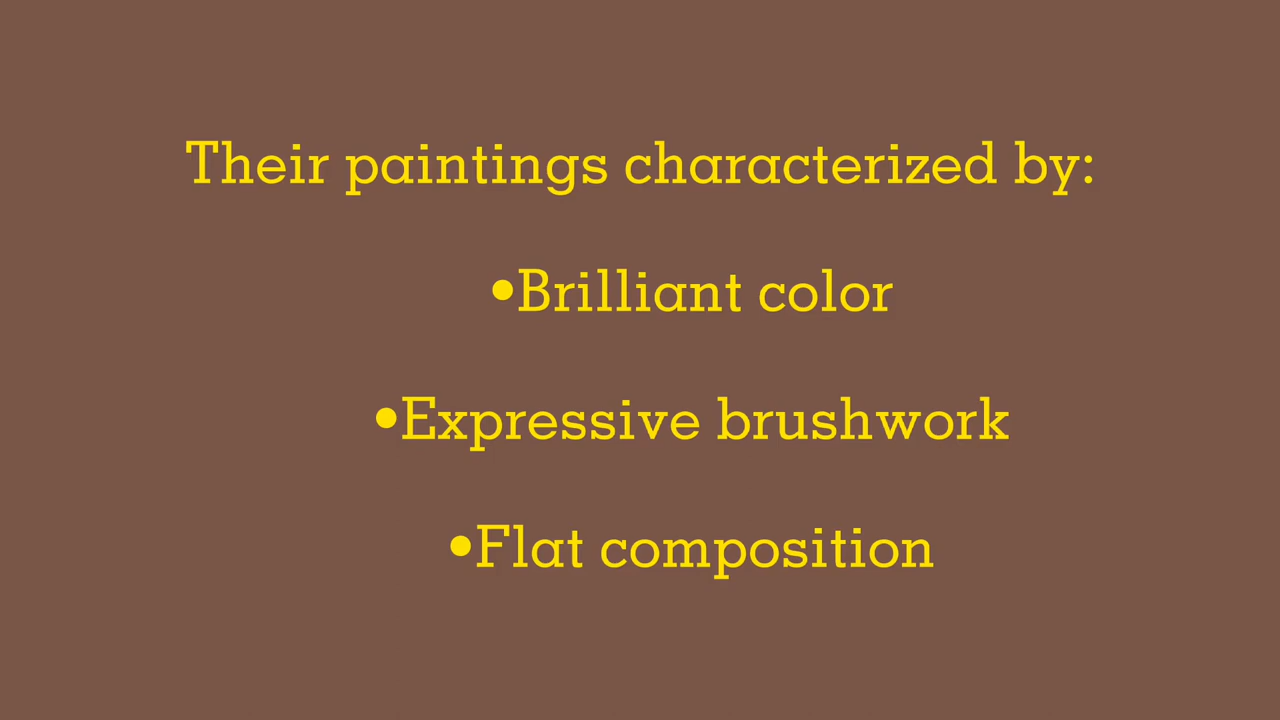 Their paintings characterized by:
•Brilliant color
•Expressive brushwork
•Flat composition